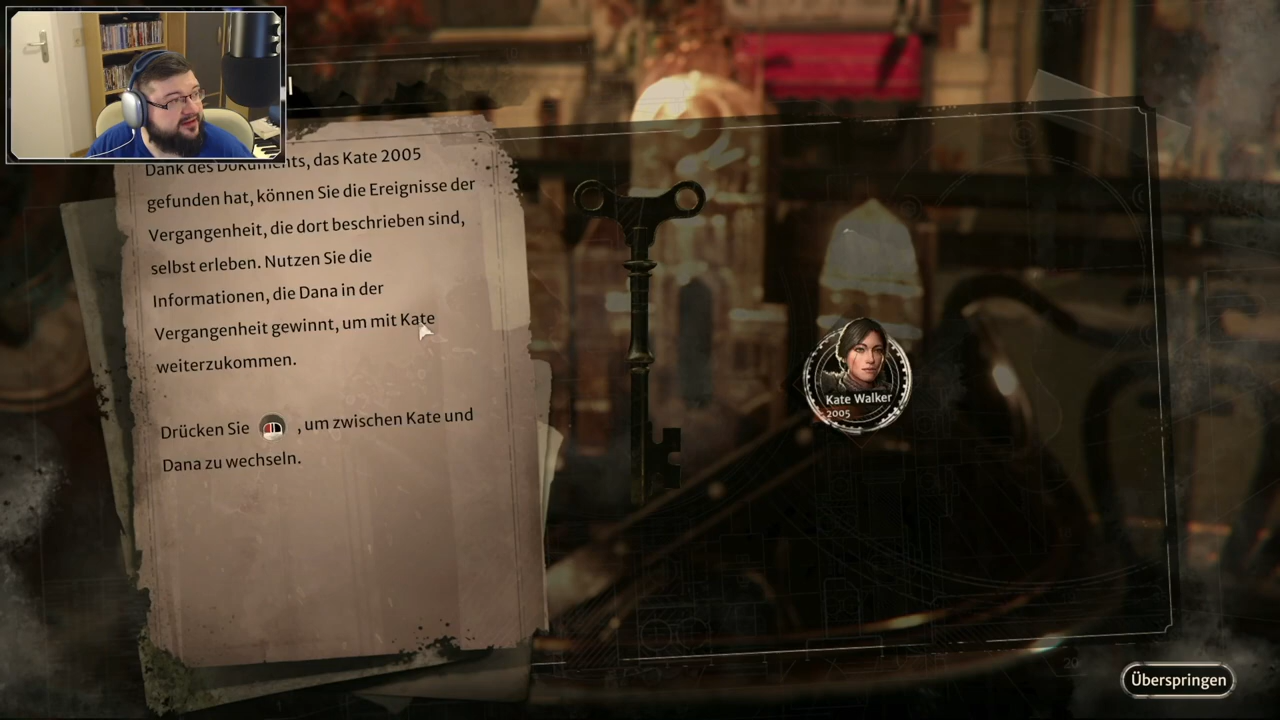 Dank des Dokuments, das Kate 2005
gefunden hat, können Sie die Ereignisse der
Vergangenheit, die dort beschrieben sind,
selbst erleben. Nutzen Sie die
Informationen, die Dana in der
Vergangenheit gewinnt, um mit Kate
weiterzukommen.
Drücken Sie , um zwischen Kate und
Dana zu wechseln.
Kate Walker
2005
Überspringen